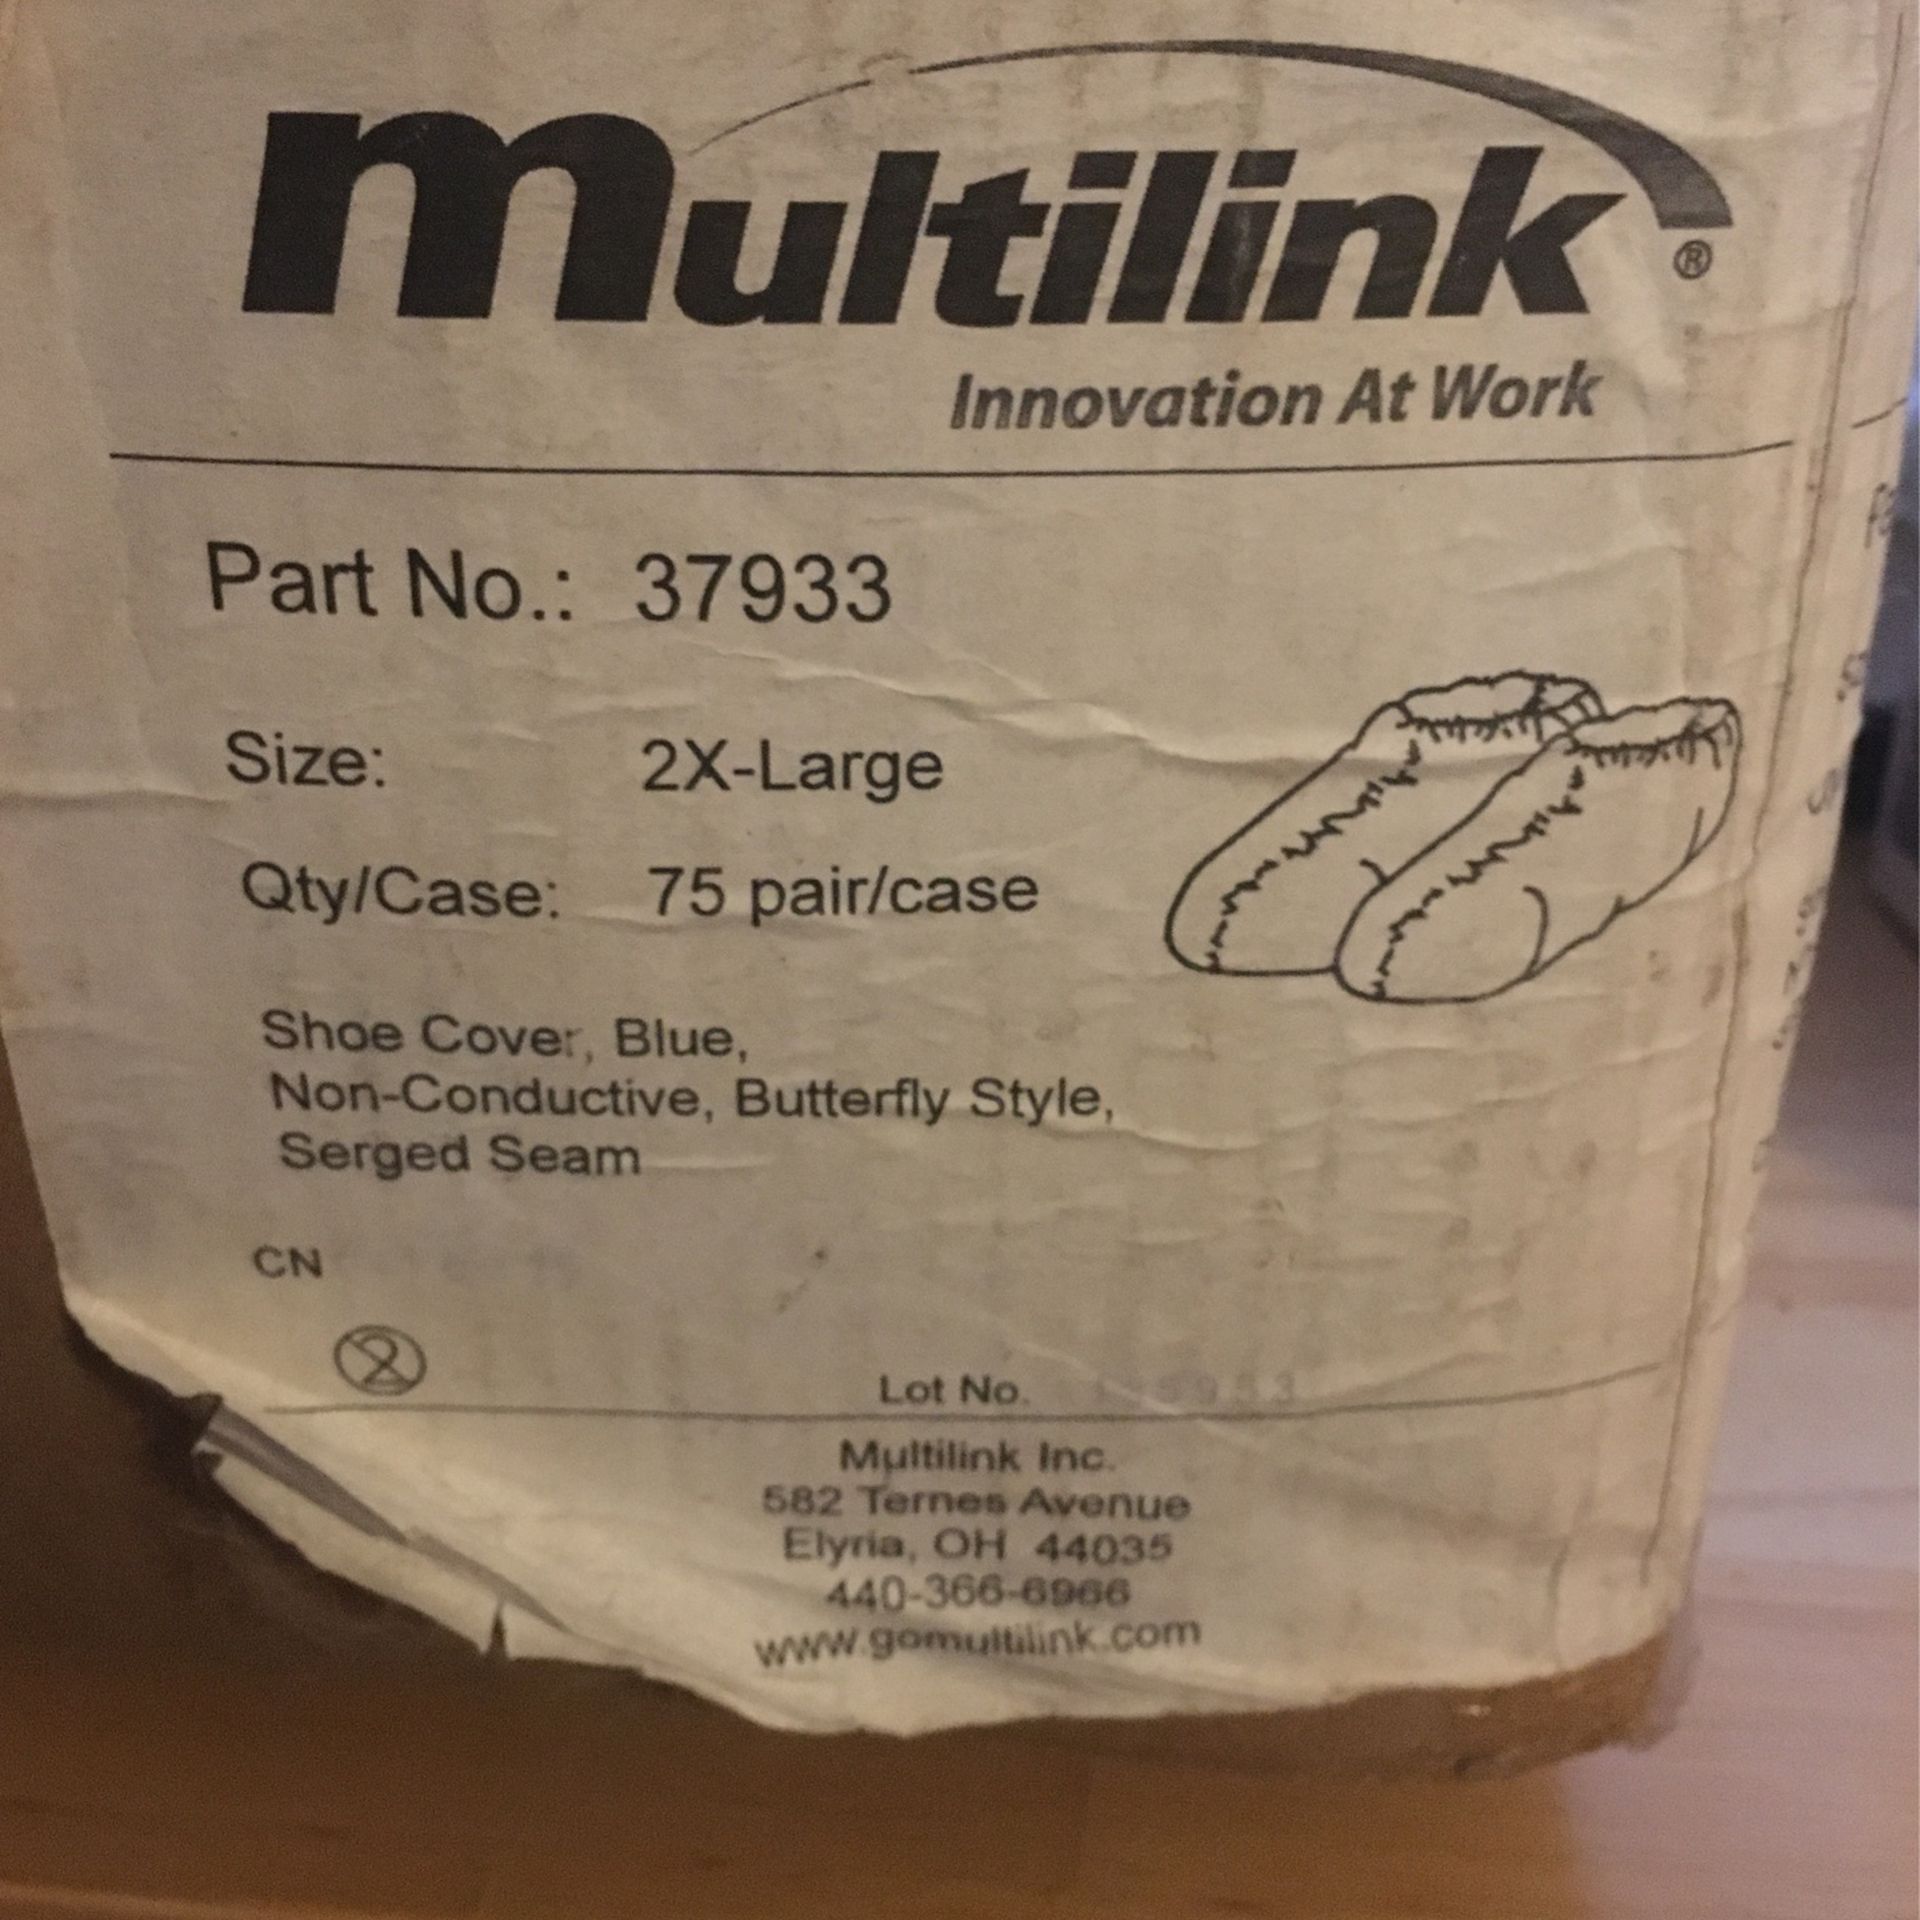 Multilink®
Innovation At Work
Part No.: 37933
Size: 2X-Large
Qty/Case: 75 pair/case
Shoe Cover, Blue,
Non-Conductive, Butterfly Style,
Serged Seam
CN
2
Lot No.
Multilink Inc.
582 Ternes Avenue
Elyria, OH 44035
440-366-6966
www.gomultilink.com